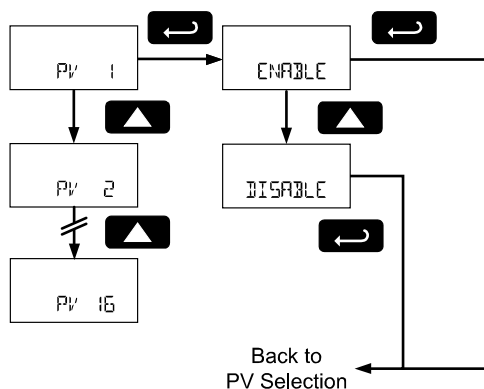 PV 1
ENABLE
PV 2
DISABLE
PV 16
Back to
PV Selection